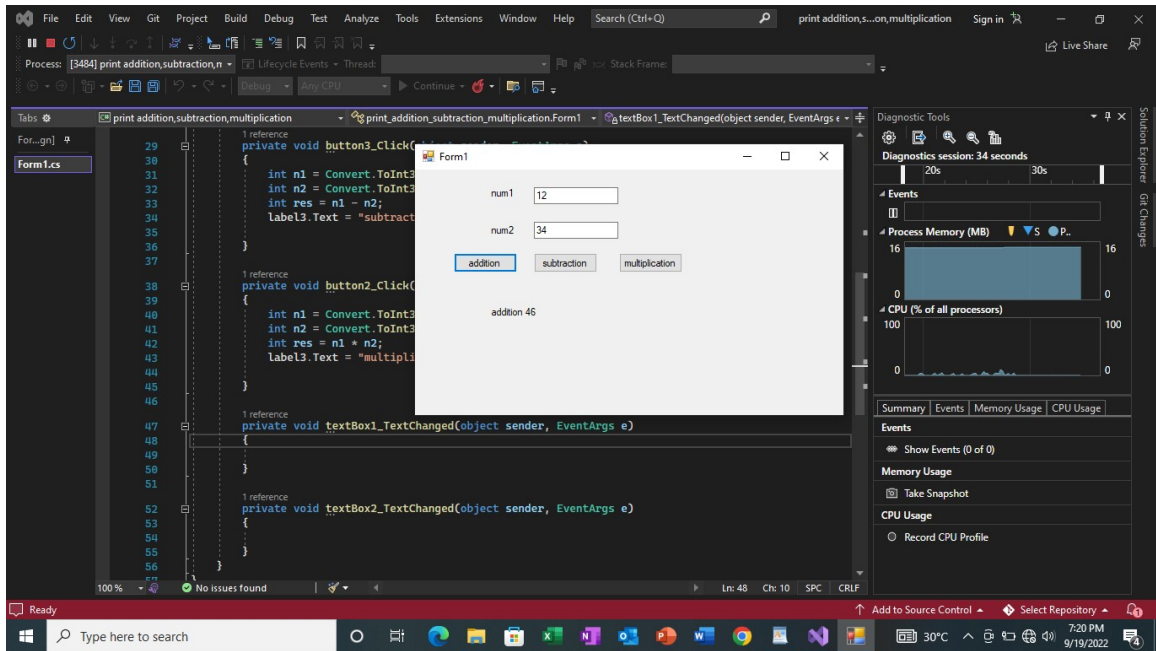 File Edit View Git Project Build Debug Test Analyze Tools Extensions Window Help Search (Ctrl+Q) print addition,s...on,multiplication Sign in
Live Share
Process: [3484] print addition,subtraction,m Lifecycle Events Thread: Stack Frame:
Debug Any CPU Continue
Tabs
For...gn]
Form1.cs
print addition,subtraction,multiplication print_addition_subtraction_multiplication.Form1 textBox1_TextChanged(object sender, EventArgs e
1 reference
29 private void button3_Click(
30 {
31 int n1 = Convert.ToInt3
32 int n2 = Convert.ToInt3
33 int res = n1 - n2;
34 label3.Text = "subtract
35
36 }
37
1 reference
38 private void button2_Click(
39 {
40 int n1 = Convert.ToInt3
41 int n2 = Convert.ToInt3
42 int res = n1 * n2;
43 label3.Text = "multipli
44
45 }
46
1 reference
47 private void textBox1_TextChanged(object sender, EventArgs e)
48 {
49
50 }
51
1 reference
52 private void textBox2_TextChanged(object sender, EventArgs e)
53 {
54
55 }
56 }
57 }
Form1
num1 12
num2 34
addition subtraction multiplication
addition 46
100 % No issues found Ln: 48 Ch: 10 SPC CRLF
Diagnostic Tools
Diagnostics session: 34 seconds
20s 30s
Events
Process Memory (MB) S P..
16 16
0 0
CPU (% of all processors)
100 100
0 0
Summary Events Memory Usage CPU Usage
Events
Show Events (0 of 0)
Memory Usage
Take Snapshot
CPU Usage
Record CPU Profile
Solution Explorer
Git Changes
Ready Add to Source Control Select Repository 1
Type here to search 30°C 7:20 PM
9/19/2022 4